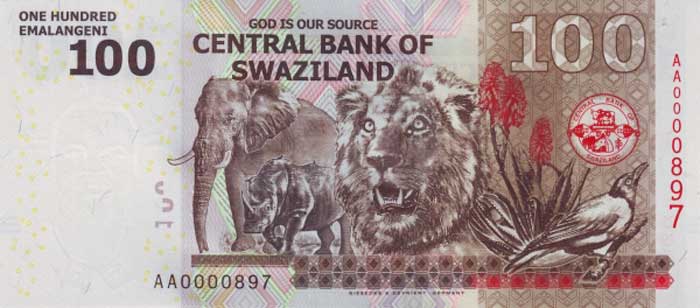 ONE HUNDRED
EMALANGENI
100
GOD IS OUR SOURCE
CENTRAL BANK OF
SWAZILAND
100
AA0000897
CENTRAL BANK OF
SWAZILAND
AA0000897
GIESECKE & DEVRIENT - GERMANY